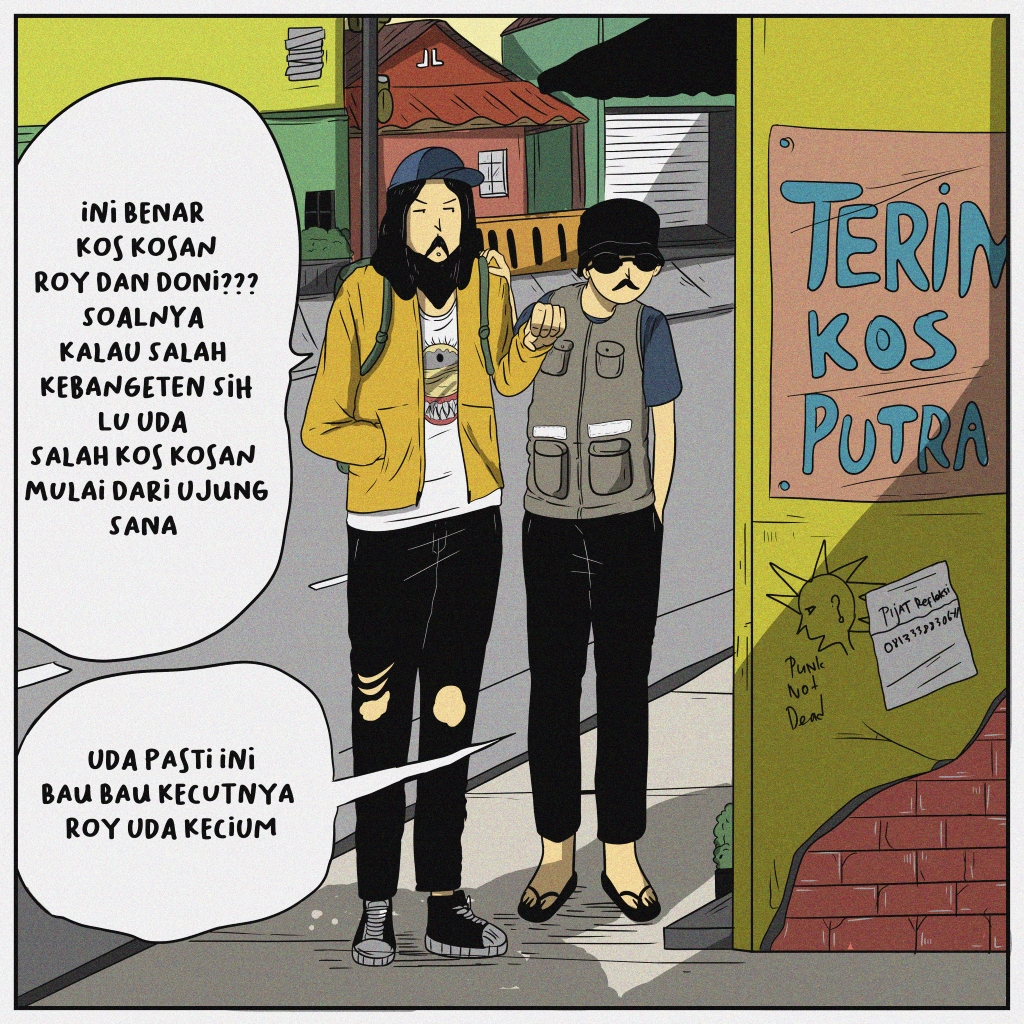 iNi BENAR
KOS KOSAN
ROY DAN DONi???
SOALNYA
KALAU SALAH
KEBANGETEN SiH
LU UDA
SALAH KOS KOSAN
MULAi DARi UJUNG
SANA
UDA PASTi iNi
BAU BAU KECUTNYA
ROY UDA KECiUM
TERIM
KOS
PUTRA
PiJAT Refleksi
Punk
Not
Dead